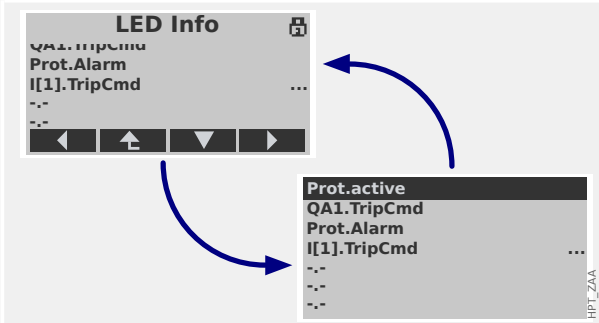 LED Info
QA1.TripCmd
Prot.Alarm
I[1].TripCmd ...
-.-
-.-
Prot.active
QA1.TripCmd
Prot.Alarm
I[1].TripCmd ...
-.-
-.-
-.-
HPT_ZAA